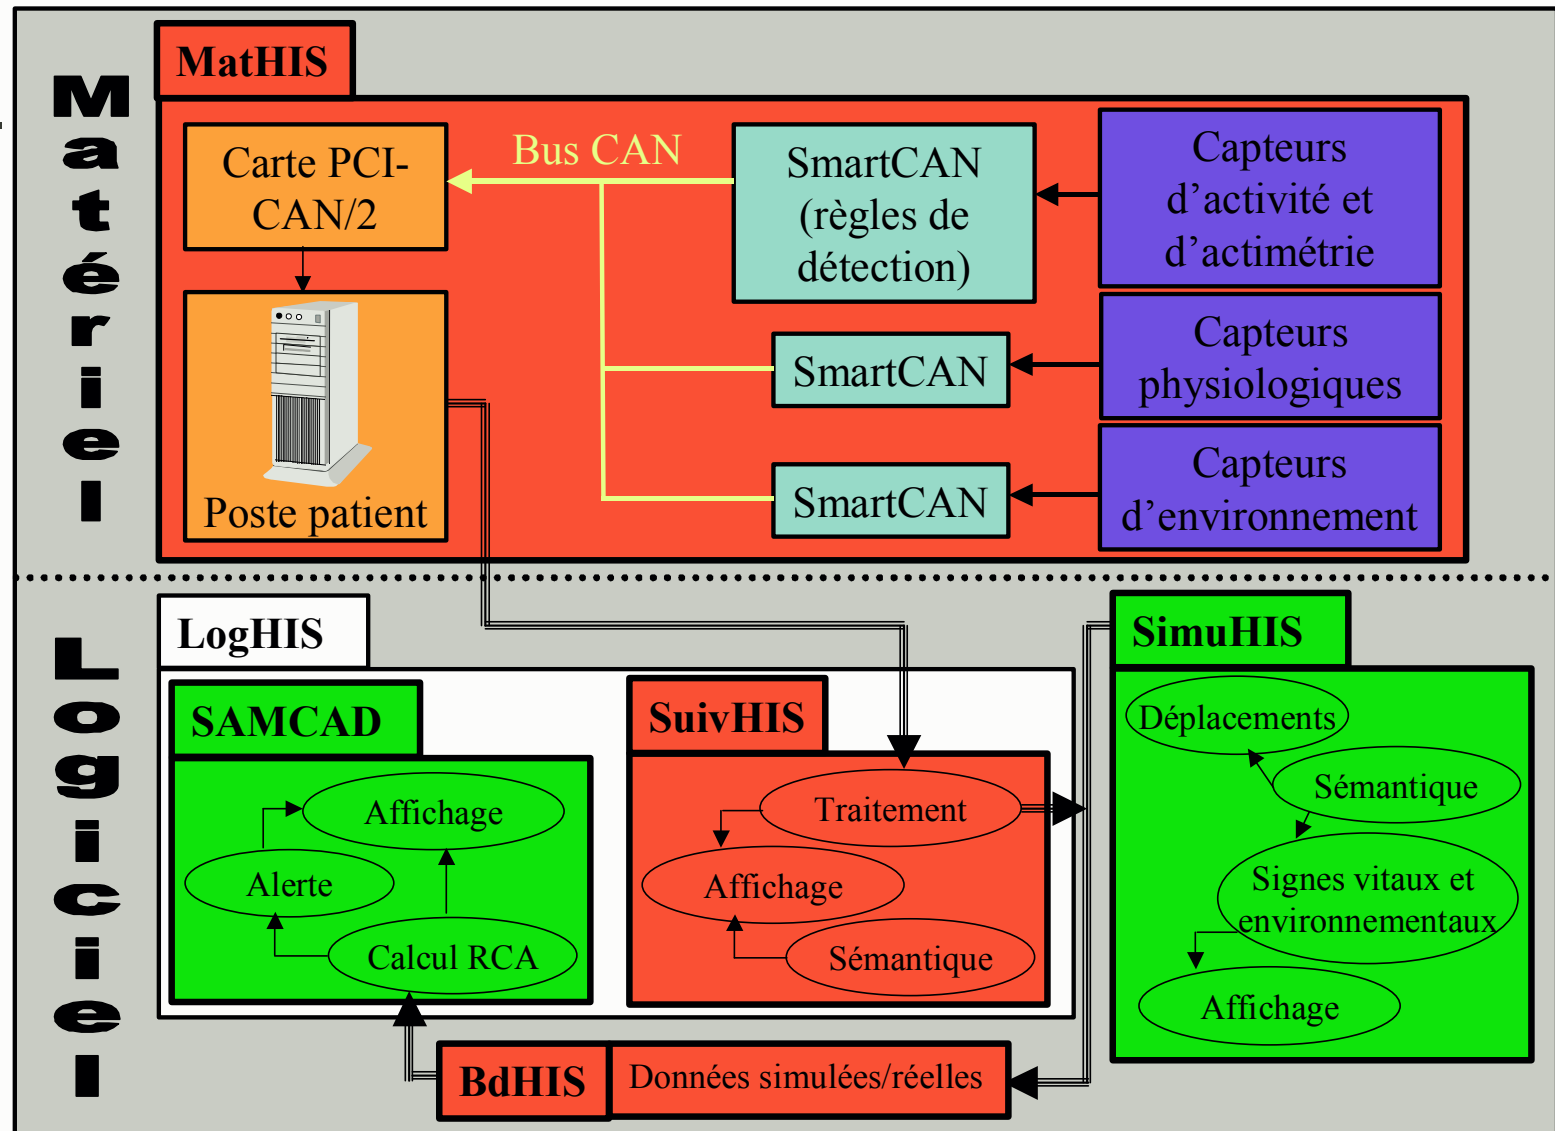 Matériel
MatHIS
Carte PCI-
CAN/2
Bus CAN
SmartCAN
(règles de
détection)
Capteurs
d’activité et
d’actimétrie
Poste patient
SmartCAN
Capteurs
physiologiques
SmartCAN
Capteurs
d’environnement
Logiciel
LogHIS
SAMCAD
Affichage
Alerte
Calcul RCA
SuivHIS
Traitement
Affichage
Sémantique
SimuHIS
Déplacements
Sémantique
Signes vitaux et
environnementaux
Affichage
BdHIS
Données simulées/réelles